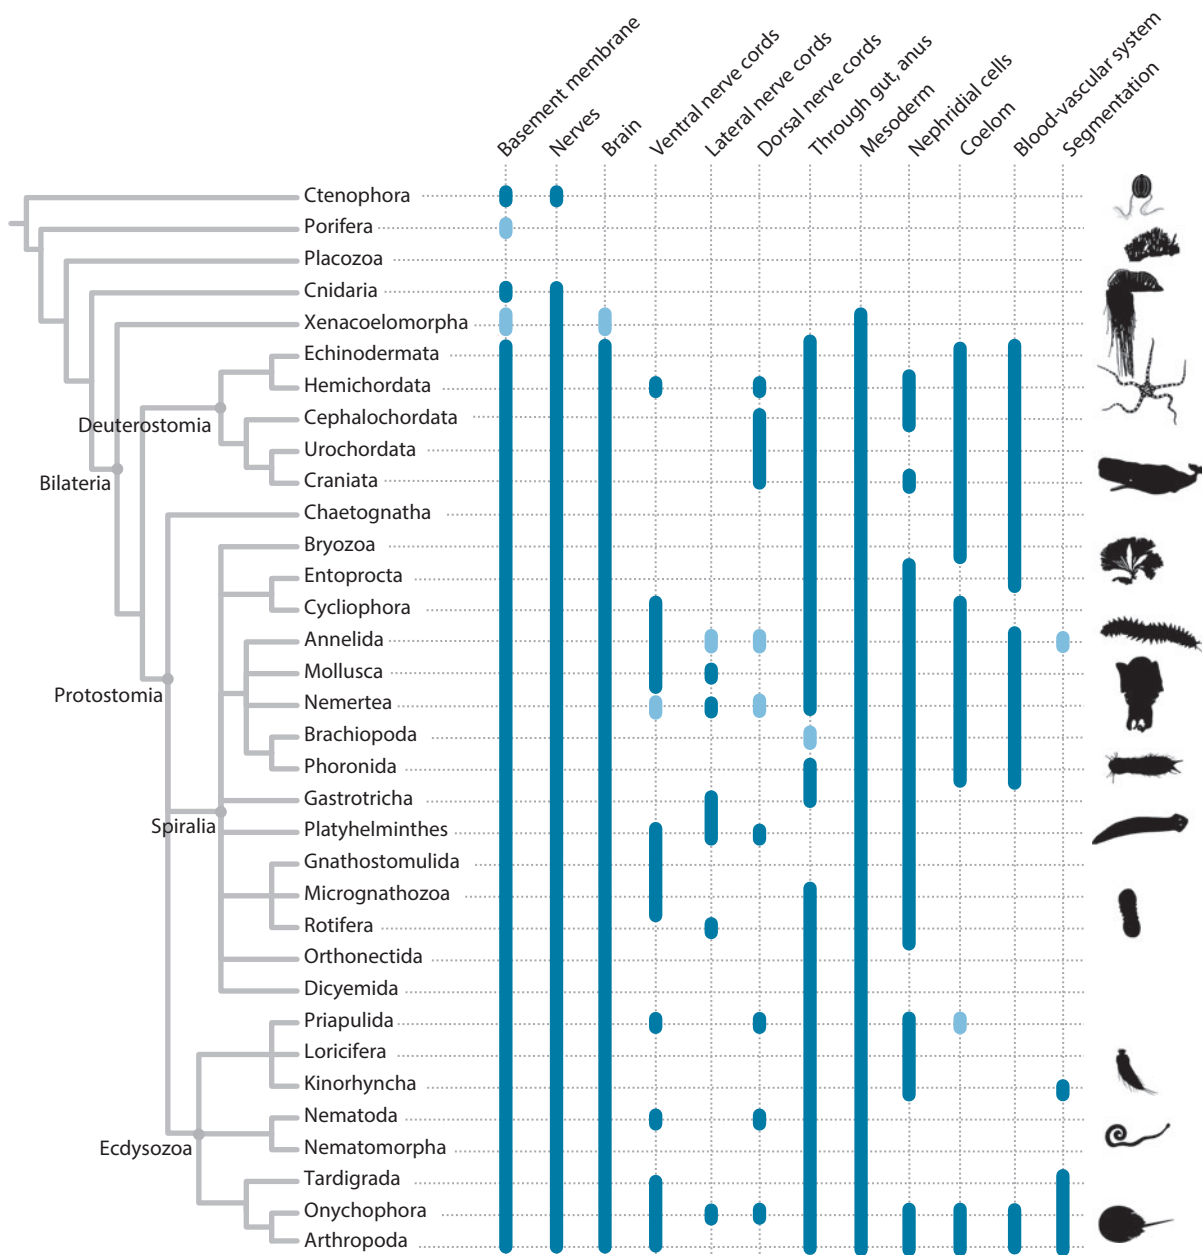 Basement membrane
Nerves
Brain
Ventral nerve cords
Lateral nerve cords
Dorsal nerve cords
Through gut, anus
Mesoderm
Nephridial cells
Coelom
Blood-vascular system
Segmentation
Ctenophora
Porifera
Placozoa
Cnidaria
Xenacoelomorpha
Echinodermata
Hemichordata
Cephalochordata
Deuterostomia
Urochordata
Craniata
Bilateria
Chaetognatha
Bryozoa
Entoprocta
Cycliophora
Annelida
Mollusca
Protostomia
Nemertea
Brachiopoda
Phoronida
Gastrotricha
Spiralia
Platyhelminthes
Gnathostomulida
Micrognathozoa
Rotifera
Orthonectida
Dicyemida
Priapulida
Loricifera
Kinorhyncha
Nematoda
Ecdysozoa
Nematomorpha
Tardigrada
Onychophora
Arthropoda